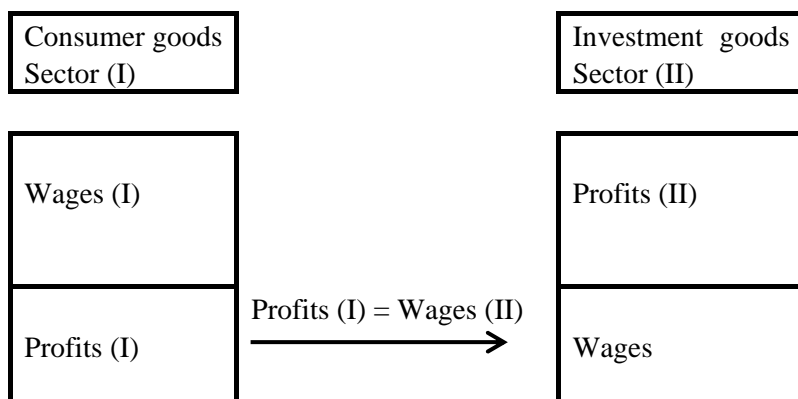 Consumer goods
Sector (I)
Investment goods
Sector (II)
Wages (I)
Profits (II)
Profits (I) = Wages (II)
Profits (I)
Wages